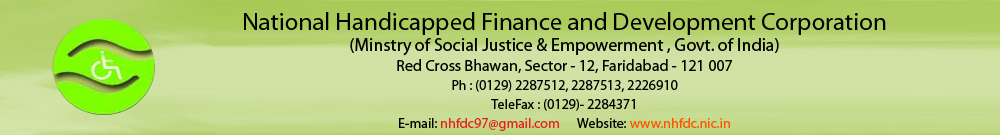 National Handicapped Finance and Development Corporation
(Minstry of Social Justice & Empowerment , Govt. of India)
Red Cross Bhawan, Sector - 12, Faridabad - 121 007
Ph : (0129) 2287512, 2287513, 2226910
TeleFax : (0129)- 2284371
E-mail: nhfdc97@gmail.com Website: www.nhfdc.nic.in